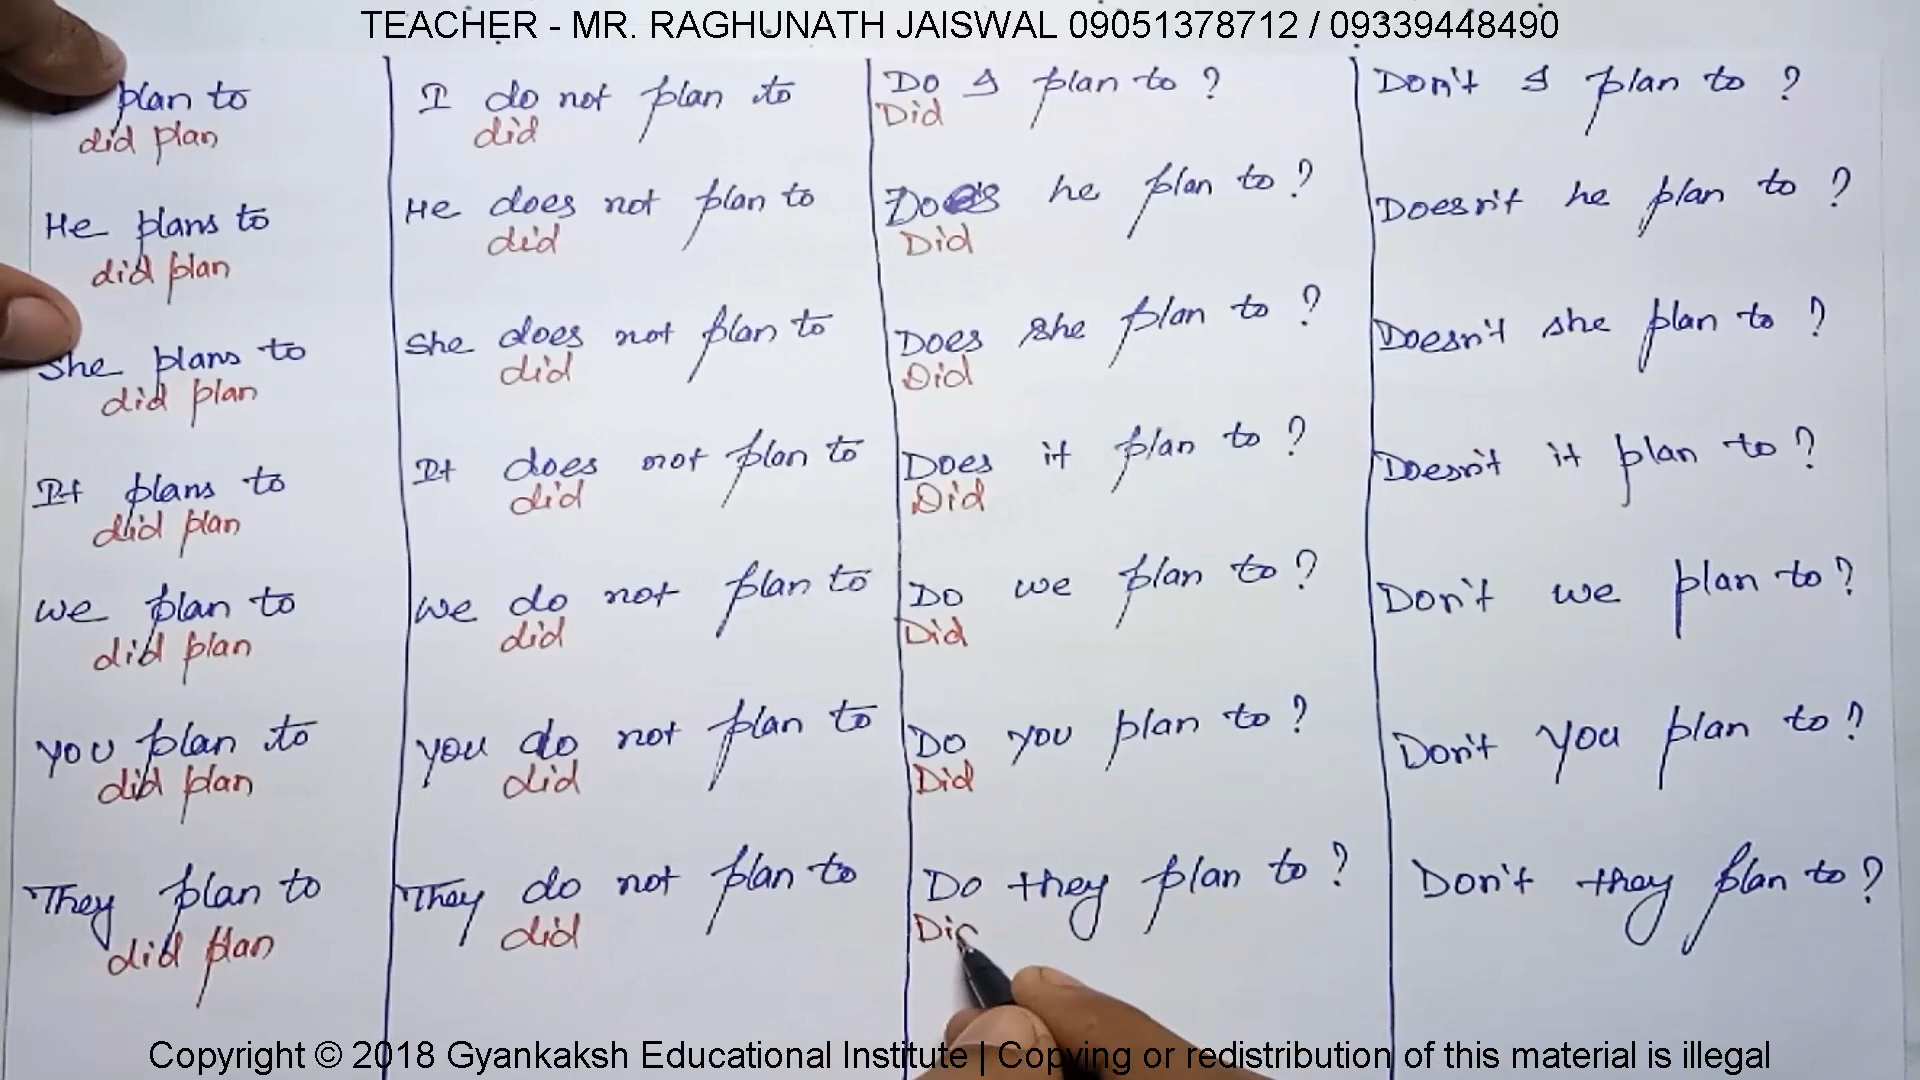 TEACHER - MR. RAGHUNATH JAISWAL 09051378712 / 09339448490
plan to
did plan
I do not plan to
did
Do I plan to ?
Did
Don't I plan to ?
He plans to
did plan
He does not plan to
did
Does he plan to ?
Did
Doesn't he plan to ?
She plans to
did plan
She does not plan to
did
Does she plan to ?
Did
Doesn't she plan to ?
It plans to
did plan
It does not plan to
did
Does it plan to ?
Did
Doesn't it plan to ?
We plan to
did plan
We do not plan to
did
Do we plan to ?
Did
Don't we plan to ?
You plan to
did plan
You do not plan to
did
Do you plan to ?
Did
Don't you plan to ?
They plan to
did plan
They do not plan to
did
Do they plan to ?
Di
Don't they plan to ?
Copyright © 2018 Gyankaksh Educational Institute | Copying or redistribution of this material is illegal